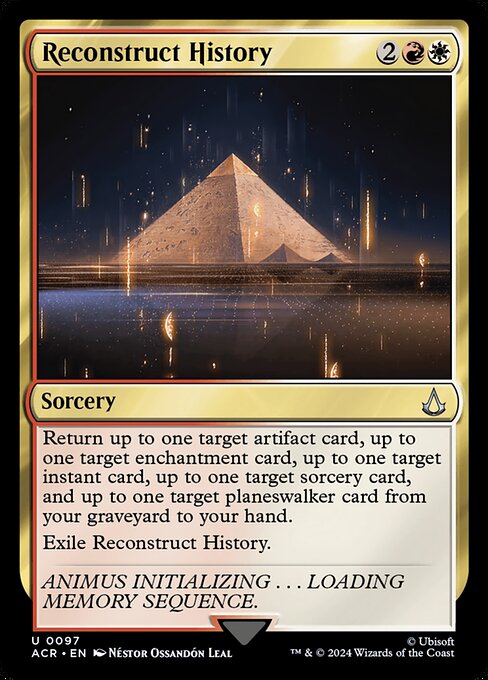 Reconstruct History 2
Sorcery
Return up to one target artifact card, up to
one target enchantment card, up to one target
instant card, up to one target sorcery card,
and up to one target planeswalker card from
your graveyard to your hand.
Exile Reconstruct History.
ANIMUS INITIALIZING . . . LOADING
MEMORY SEQUENCE.
U 0097
ACR • EN Néstor Ossandón Leal
© Ubisoft
™ & © 2024 Wizards of the Coast